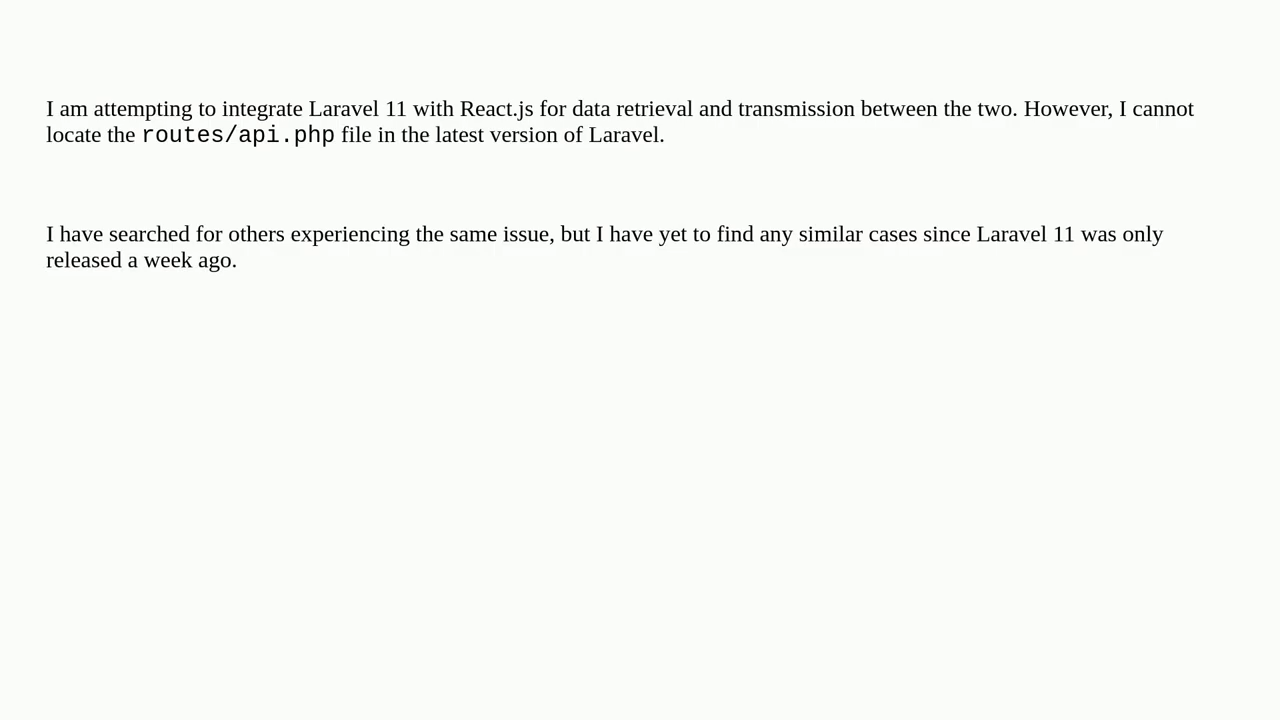 I am attempting to integrate Laravel 11 with React.js for data retrieval and transmission between the two. However, I cannot
locate the routes/api.php file in the latest version of Laravel.
I have searched for others experiencing the same issue, but I have yet to find any similar cases since Laravel 11 was only
released a week ago.